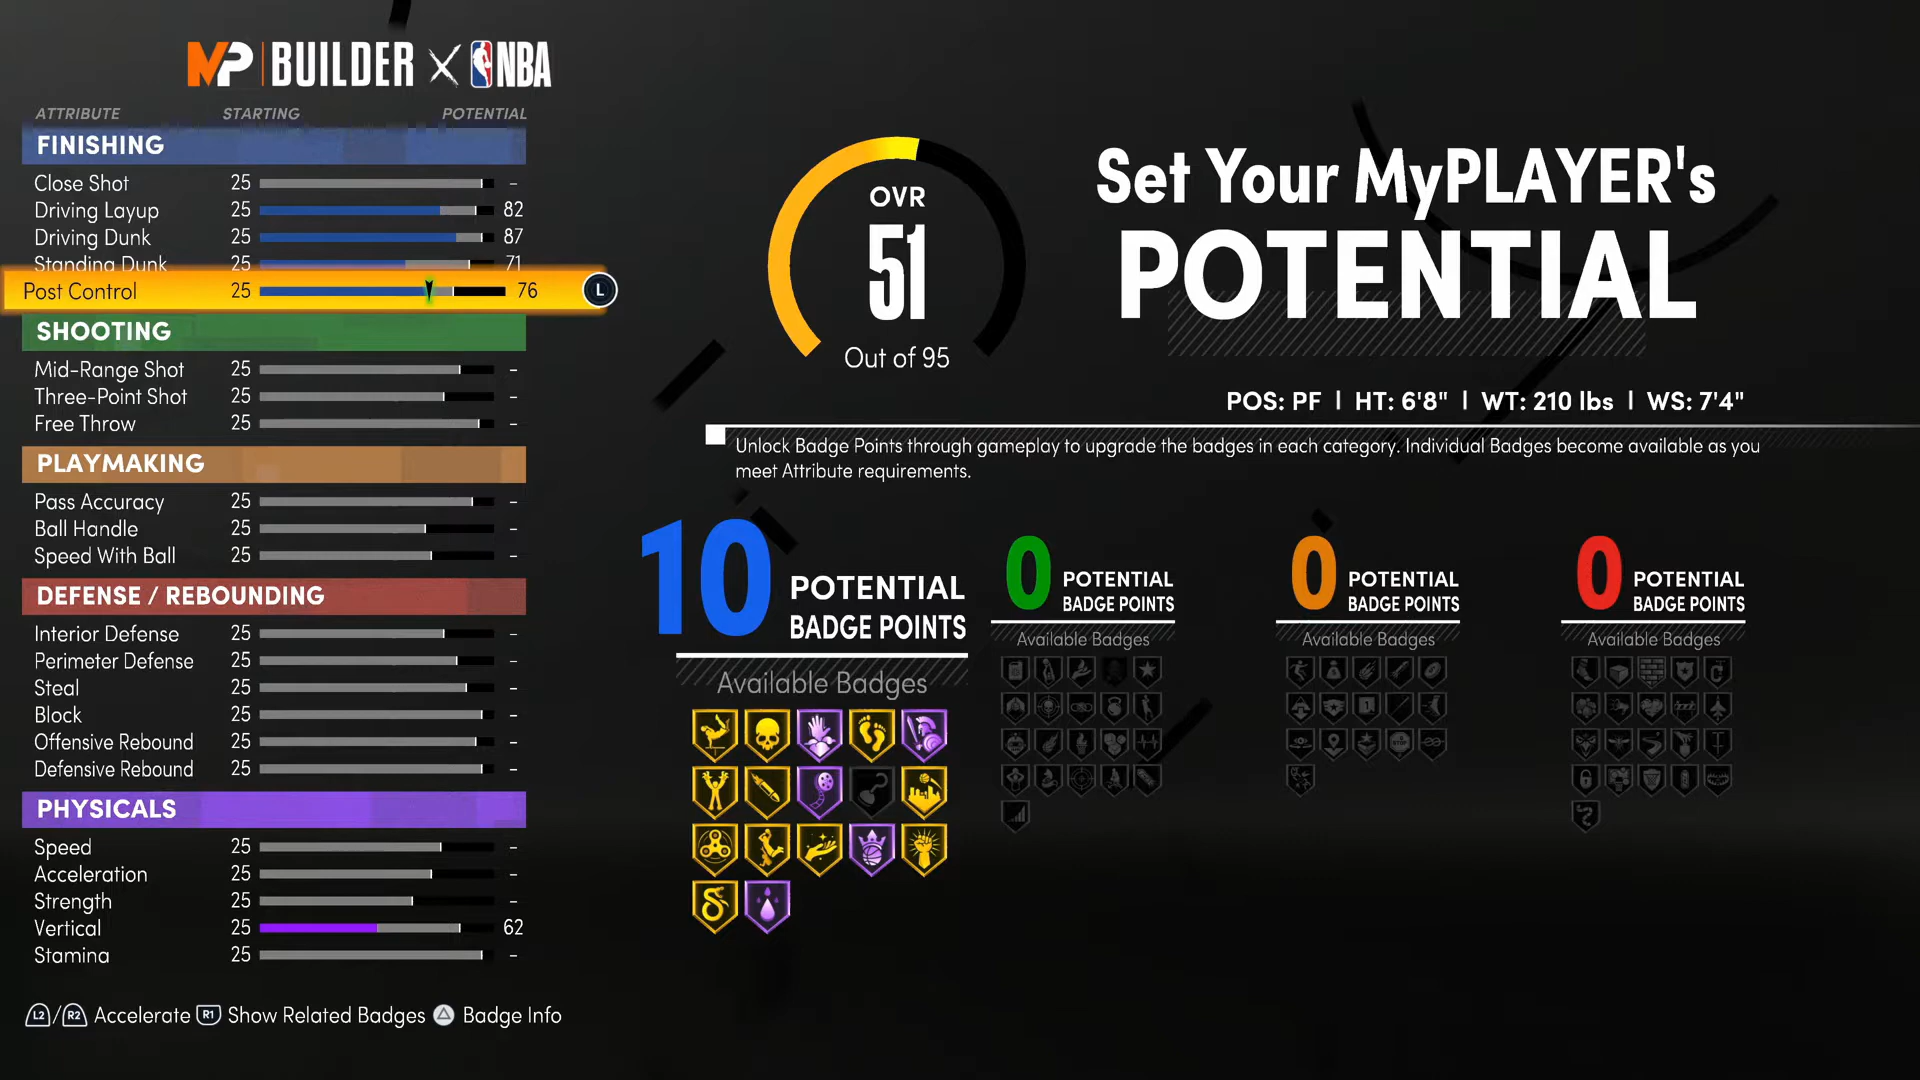 MP | BUILDER X NBA
ATTRIBUTE STARTING POTENTIAL
FINISHING
Close Shot 25 -
Driving Layup 25 82
Driving Dunk 25 87
Standing Dunk 25 71
Post Control 25 76 L
SHOOTING
Mid-Range Shot 25 -
Three-Point Shot 25 -
Free Throw 25 -
PLAYMAKING
Pass Accuracy 25 -
Ball Handle 25 -
Speed With Ball 25 -
DEFENSE / REBOUNDING
Interior Defense 25 -
Perimeter Defense 25 -
Steal 25 -
Block 25 -
Offensive Rebound 25 -
Defensive Rebound 25 -
PHYSICALS
Speed 25 -
Acceleration 25 -
Strength 25 -
Vertical 25 62
Stamina 25 -
L2/R2 Accelerate R1 Show Related Badges Badge Info
OVR
51
Out of 95
Set Your MyPLAYER's
POTENTIAL
POS: PF | HT: 6'8" | WT: 210 lbs | WS: 7'4"
Unlock Badge Points through gameplay to upgrade the badges in each category. Individual Badges become available as you
meet Attribute requirements.
10 POTENTIAL
BADGE POINTS
Available Badges
0 POTENTIAL
BADGE POINTS
Available Badges
0 POTENTIAL
BADGE POINTS
Available Badges
0 POTENTIAL
BADGE POINTS
Available Badges